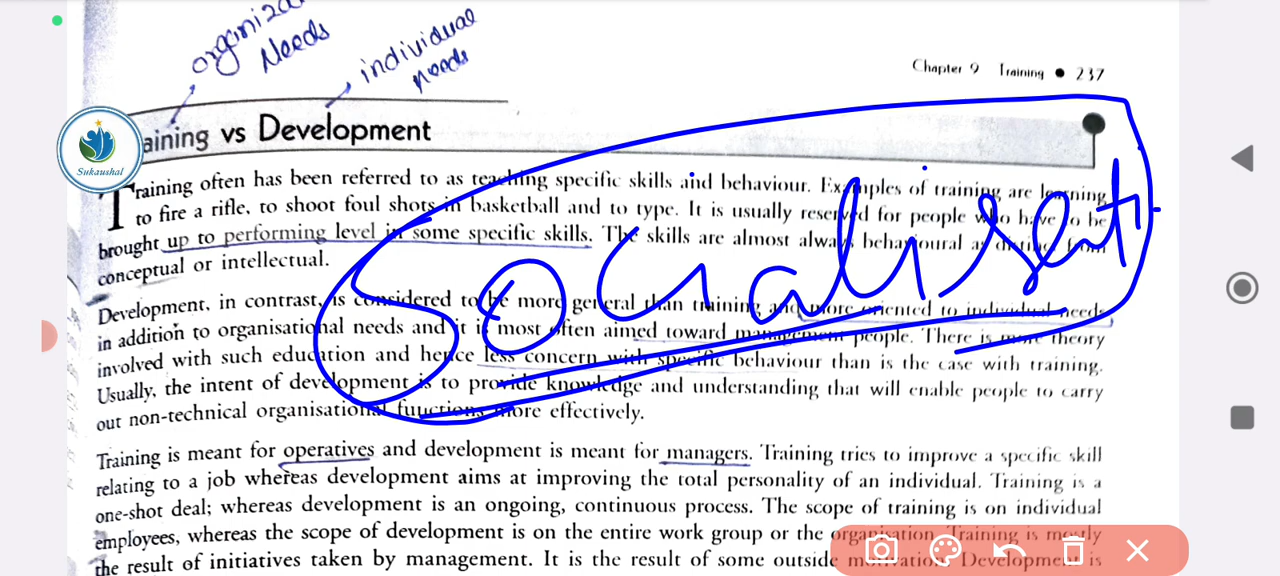 organiza
Needs
individual
needs
Chapter 9 Training ● 237
aining vs Development
Sukaushal
Training often has been referred to as teaching specific skills and behaviour. Examples of training are learning
to fire a rifle, to shoot foul shots in basketball and to type. It is usually reserved for people who have to be
brought up to performing level in some specific skills. The skills are almost always behavioural as distinct from
conceptual or intellectual.
Development, in contrast, is considered to be more general than training and more oriented to individual needs
in addition to organisational needs and it is most often aimed toward management people. There is more theory
involved with such education and hence less concern with specific behaviour than is the case with training.
Usually, the intent of development is to provide knowledge and understanding that will enable people to carry
out non-technical organisational functions more effectively.
Training is meant for operatives and development is meant for managers. Training tries to improve a specific skill
relating to a job whereas development aims at improving the total personality of an individual. Training is a
one-shot deal; whereas development is an ongoing, continuous process. The scope of training is on individual
employees, whereas the scope of development is on the entire work group or the organisation. Training is mostly
the result of initiatives taken by management. It is the result of some outside motivation. Development is